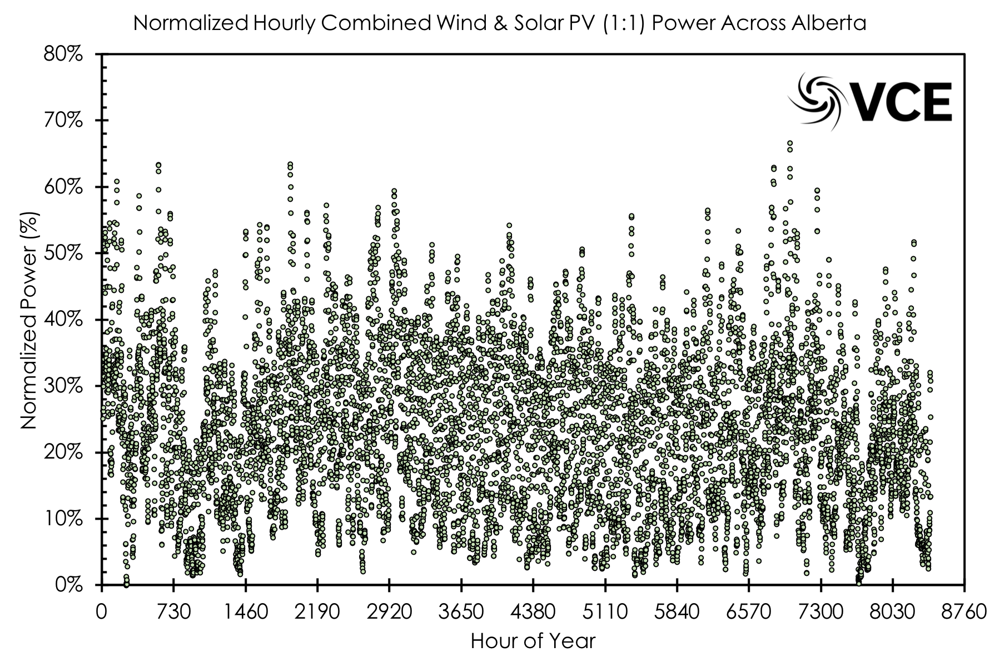 Normalized Hourly Combined Wind & Solar PV (1:1) Power Across Alberta
80%
70%
60%
50%
40%
30%
20%
10%
0%
Normalized Power (%)
VCE
0 730 1460 2190 2920 3650 4380 5110 5840 6570 7300 8030 8760
Hour of Year